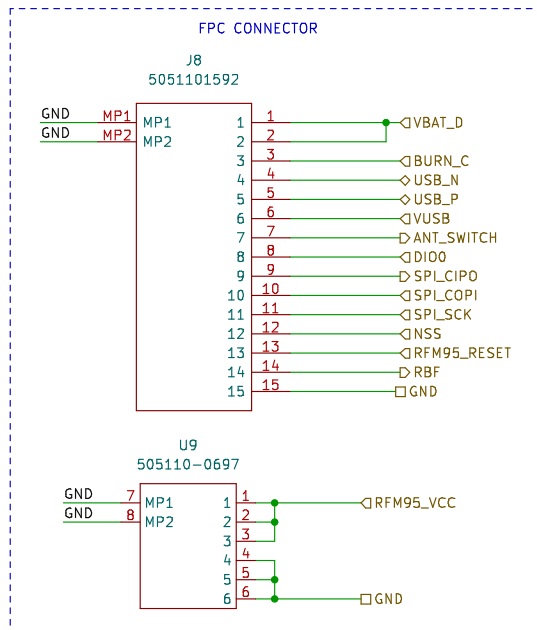 FPC CONNECTOR
J8
5051101592
GND MP1 MP1 1 1 VBAT_D
GND MP2 MP2 2 2
3 3 BURN_C
4 4 USB_N
5 5 USB_P
6 6 VUSB
7 7 ANT_SWITCH
8 8 DIO0
9 9 SPI_CIPO
10 10 SPI_COPI
11 11 SPI_SCK
12 12 NSS
13 13 RFM95_RESET
14 14 RBF
15 15 GND
U9
505110-0697
GND 7 MP1 1 1 RFM95_VCC
GND 8 MP2 2 2
3 3
4 4
5 5
6 6 GND